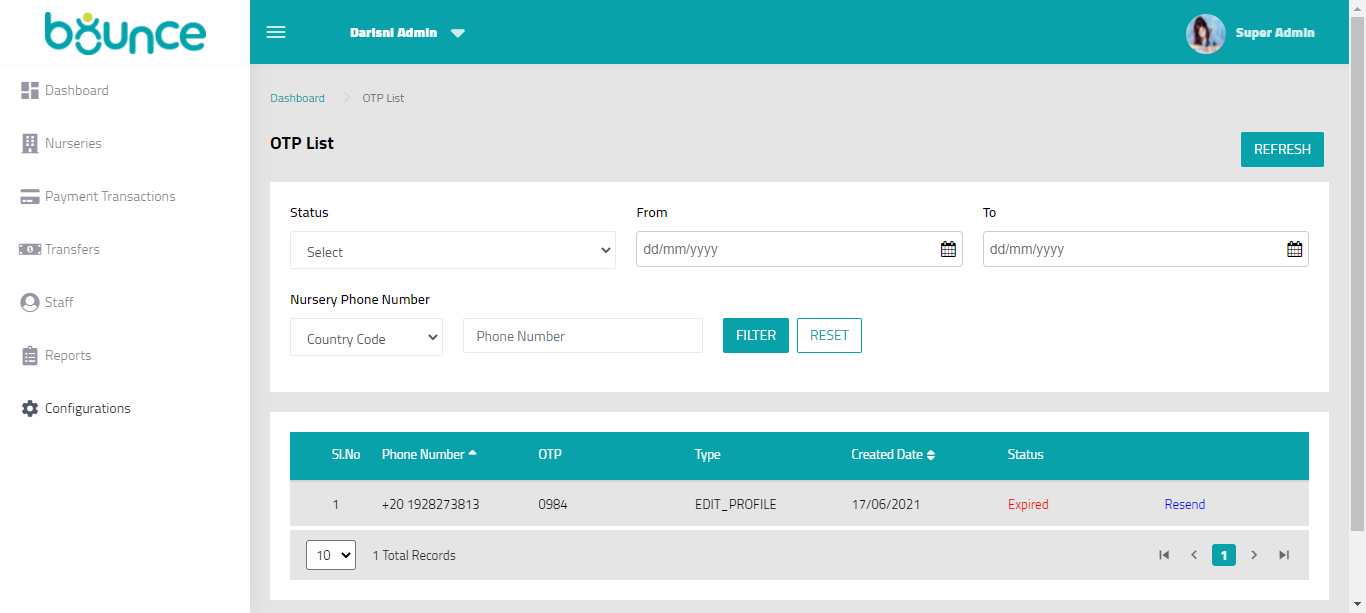 bounce
Darisni Admin
Super Admin
Dashboard
Nurseries
Payment Transactions
Transfers
Staff
Reports
Configurations
Dashboard OTP List
OTP List
REFRESH
Status From To
Select dd/mm/yyyy dd/mm/yyyy
Nursery Phone Number
Country Code Phone Number FILTER RESET
Sl.No Phone Number OTP Type Created Date Status
1 +20 1928273813 0984 EDIT_PROFILE 17/06/2021 Expired Resend
10 1 Total Records 1